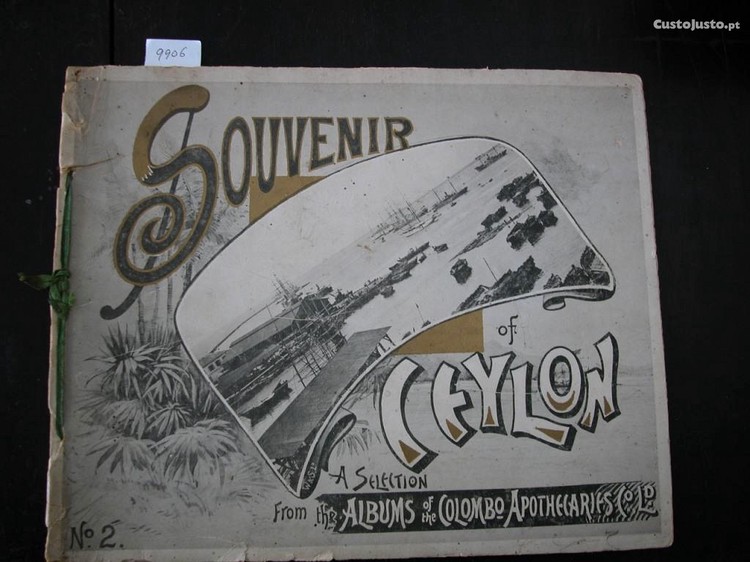 CustoJusto.pt
9906
SOUVENIR
of
CEYLON
A SELECTION
From the ALBUMS of the COLOMBO APOTHECARIES Co. LD.
No. 2.